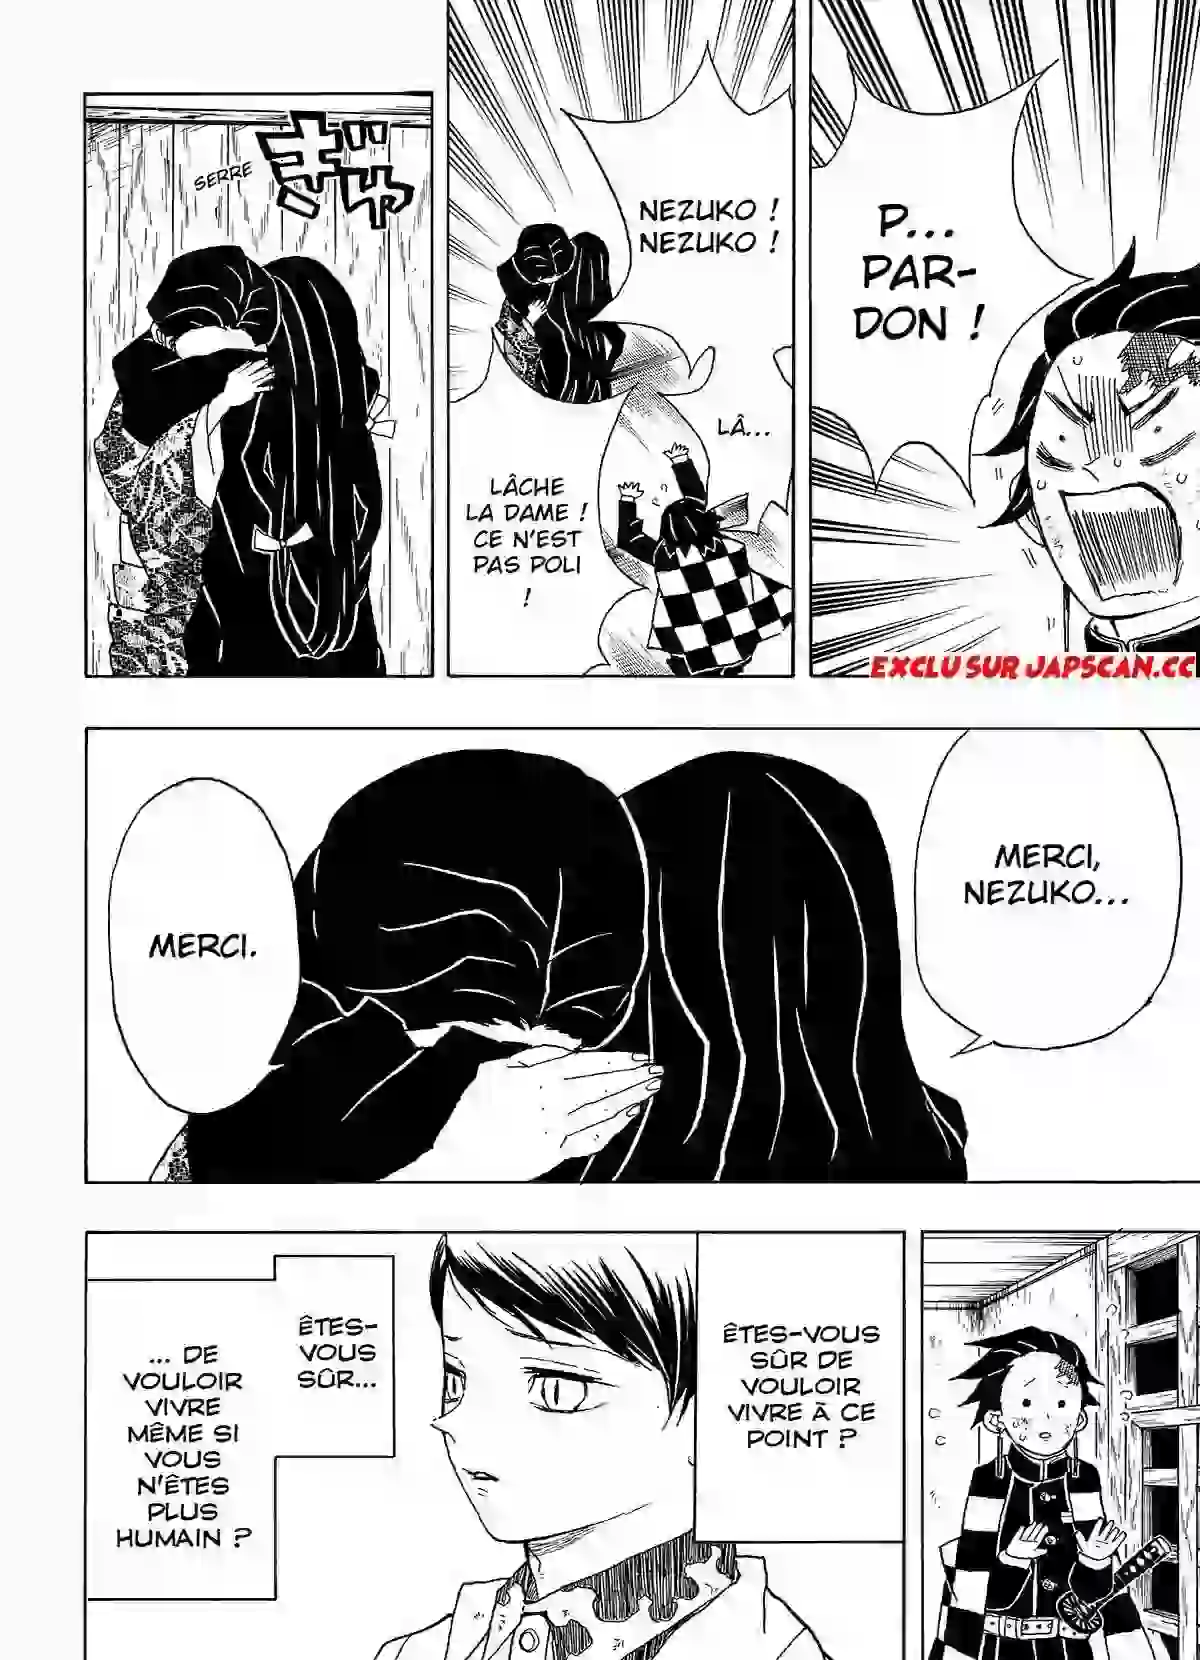 P...
PAR-
DON !
NEZUKO !
NEZUKO !
LÂ...
LÂCHE
LA DAME !
CE N'EST
PAS POLI
!
ギュ
SERRE
EXCLU SUR JAPSCAN.CC
MERCI,
NEZUKO...
MERCI.
ÊTES-VOUS
SÛR DE
VOULOIR
VIVRE À CE
POINT ?
ÊTES-
VOUS
SÛR...
... DE
VOULOIR
VIVRE
MÊME SI
VOUS
N'ÊTES
PLUS
HUMAIN ?